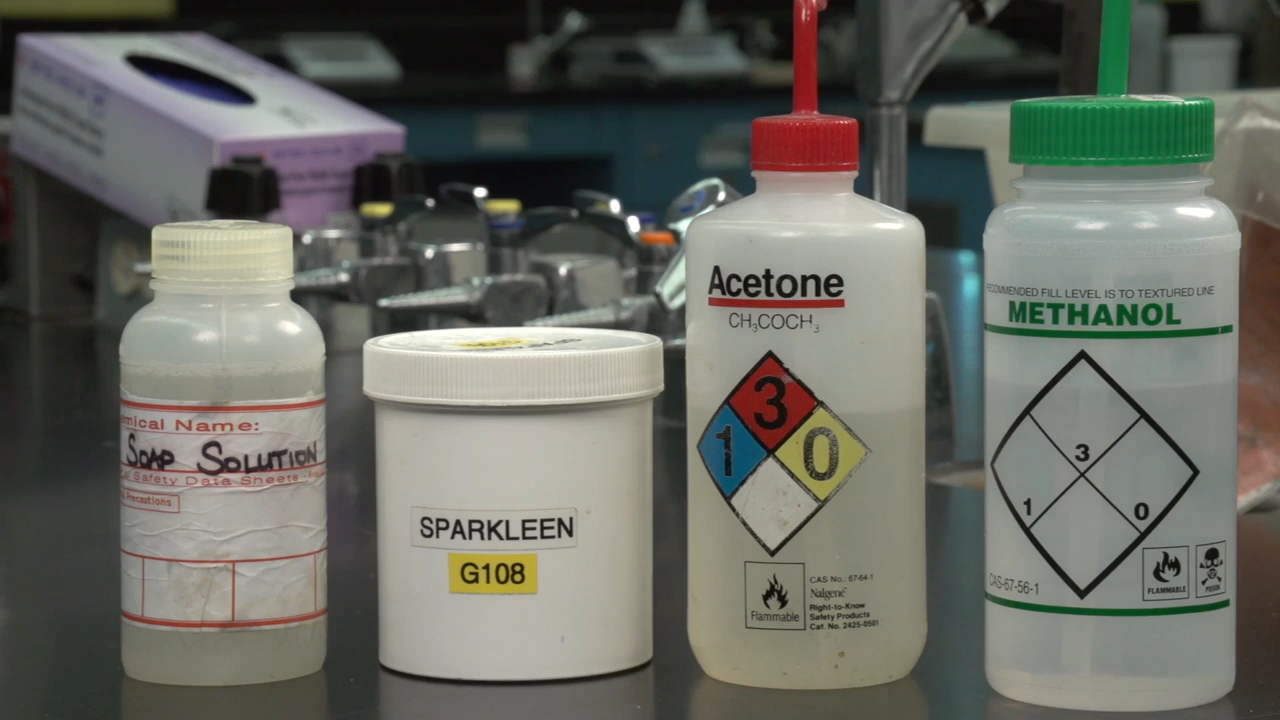 emical Name:
SOAP SOLUTION
Safety Data Sheets
Precautions
SPARKLEEN
G108
Acetone
CH₃COCH₃
3
1
0
Flammable
CAS No.: 67-64-1
Nalgene
Right-to-Know
Safety Products
Cat. No. 2425-0501
RECOMMENDED FILL LEVEL IS TO TEXTURED LINE
METHANOL
3
1
0
CAS-67-56-1
FLAMMABLE
POISON